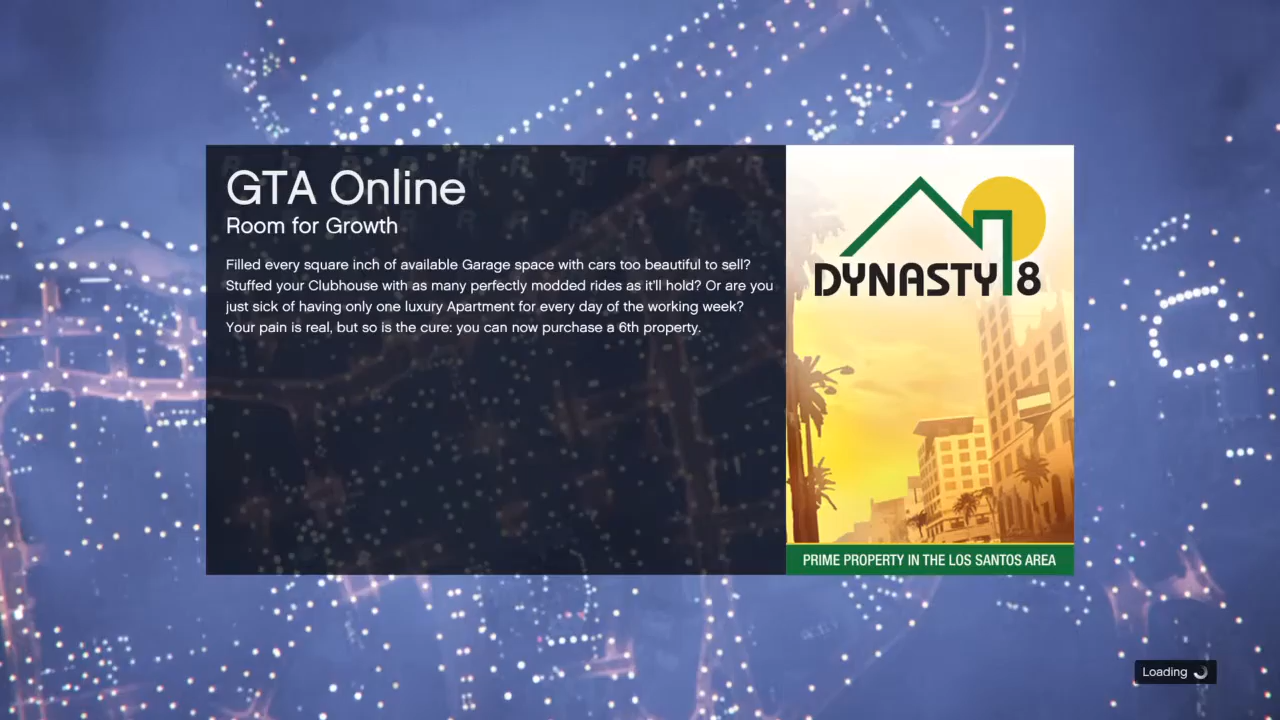 GTA Online
Room for Growth
Filled every square inch of available Garage space with cars too beautiful to sell?
Stuffed your Clubhouse with as many perfectly modded rides as it'll hold? Or are you
just sick of having only one luxury Apartment for every day of the working week?
Your pain is real, but so is the cure: you can now purchase a 6th property.
DYNASTY 8
PRIME PROPERTY IN THE LOS SANTOS AREA
Loading